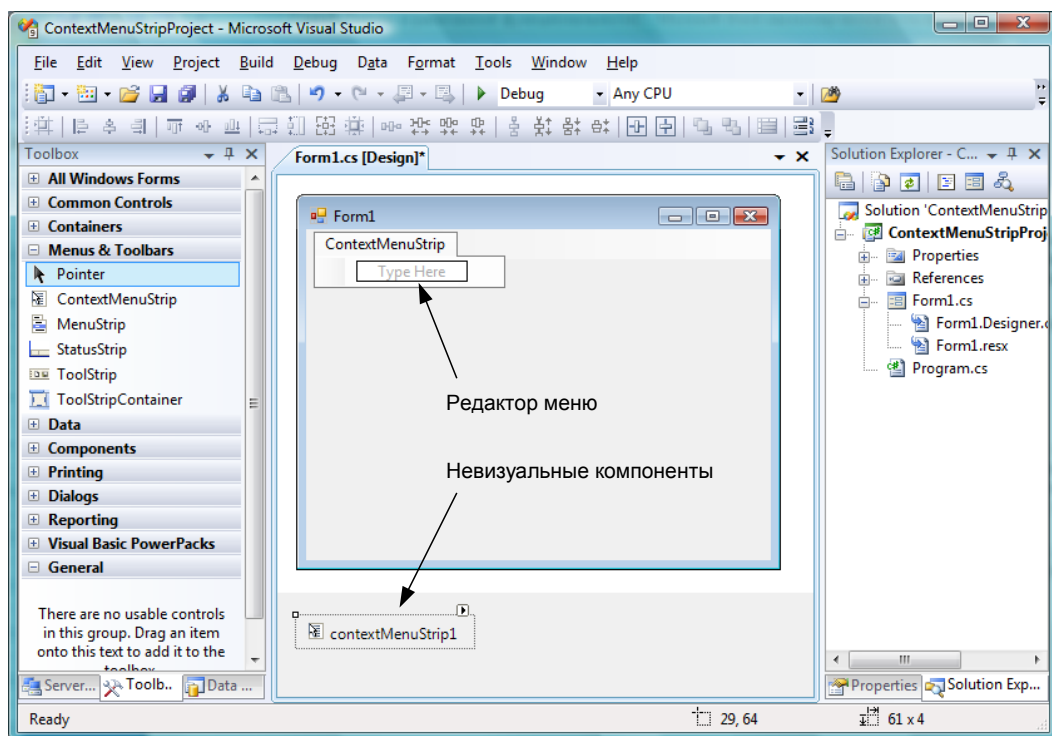 ContextMenuStripProject - Microsoft Visual Studio
File Edit View Project Build Debug Data Format Tools Window Help
Debug Any CPU
Toolbox
All Windows Forms
Common Controls
Containers
Menus & Toolbars
Pointer
ContextMenuStrip
MenuStrip
StatusStrip
ToolStrip
ToolStripContainer
Data
Components
Printing
Dialogs
Reporting
Visual Basic PowerPacks
General
There are no usable controls
in this group. Drag an item
onto this text to add it to the
toolbox.
Server... Toolb.. Data ...
Form1.cs [Design]*
Form1
ContextMenuStrip
Type Here
Редактор меню
Невизуальные компоненты
contextMenuStrip1
Solution Explorer - C...
Solution 'ContextMenuStrip
ContextMenuStripProj
Properties
References
Form1.cs
Form1.Designer.c
Form1.resx
Program.cs
Properties Solution Exp...
Ready 29, 64 61 x 4